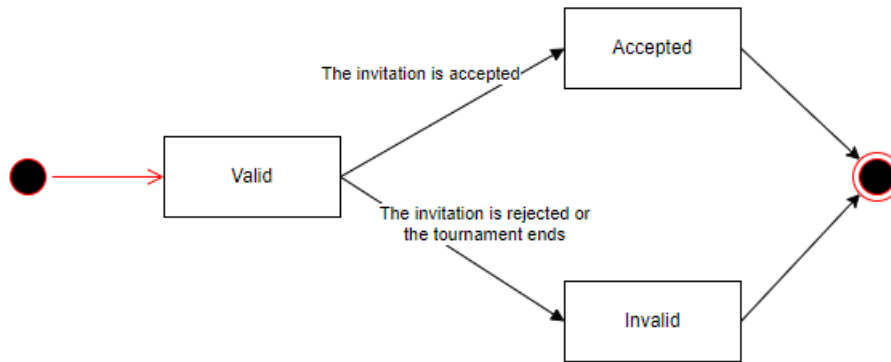 Accepted
The invitation is accepted
Valid
The invitation is rejected or
the tournament ends
Invalid